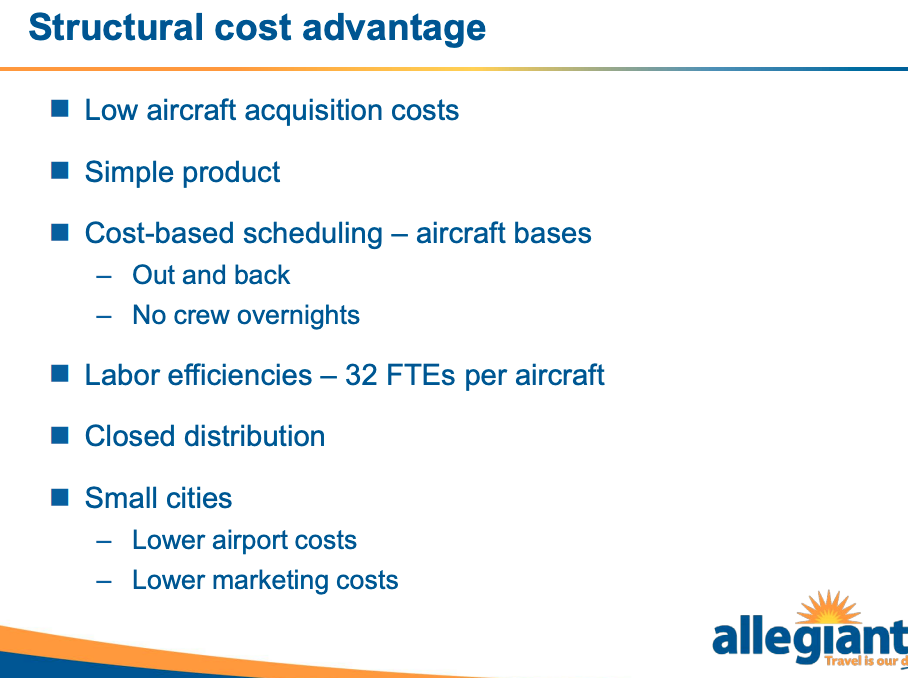 Structural cost advantage
■ Low aircraft acquisition costs
■ Simple product
■ Cost-based scheduling – aircraft bases
– Out and back
– No crew overnights
■ Labor efficiencies – 32 FTEs per aircraft
■ Closed distribution
■ Small cities
– Lower airport costs
– Lower marketing costs
allegiant
Travel is our d